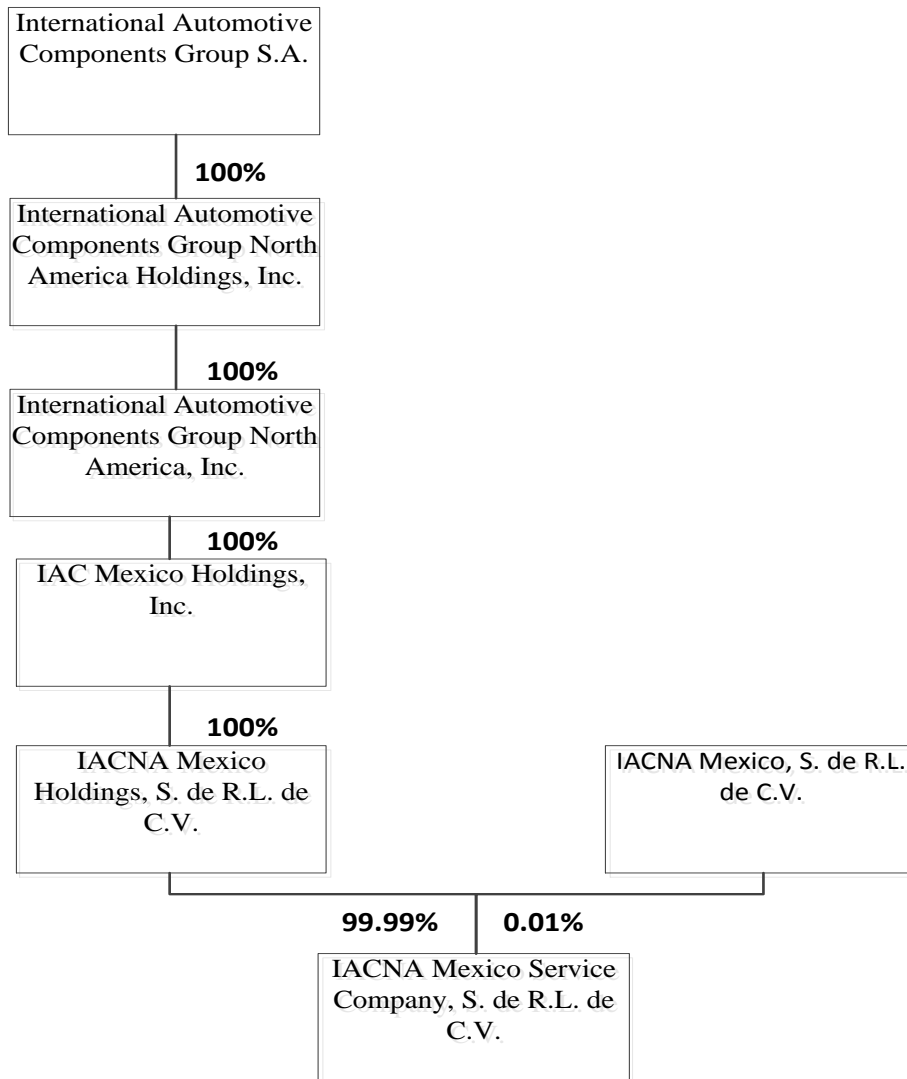 International Automotive
Components Group S.A.
100%
International Automotive
Components Group North
America Holdings, Inc.
100%
International Automotive
Components Group North
America, Inc.
100%
IAC Mexico Holdings,
Inc.
100%
IACNA Mexico
Holdings, S. de R.L. de
C.V.
IACNA Mexico, S. de R.L.
de C.V.
99.99%
0.01%
IACNA Mexico Service
Company, S. de R.L. de
C.V.